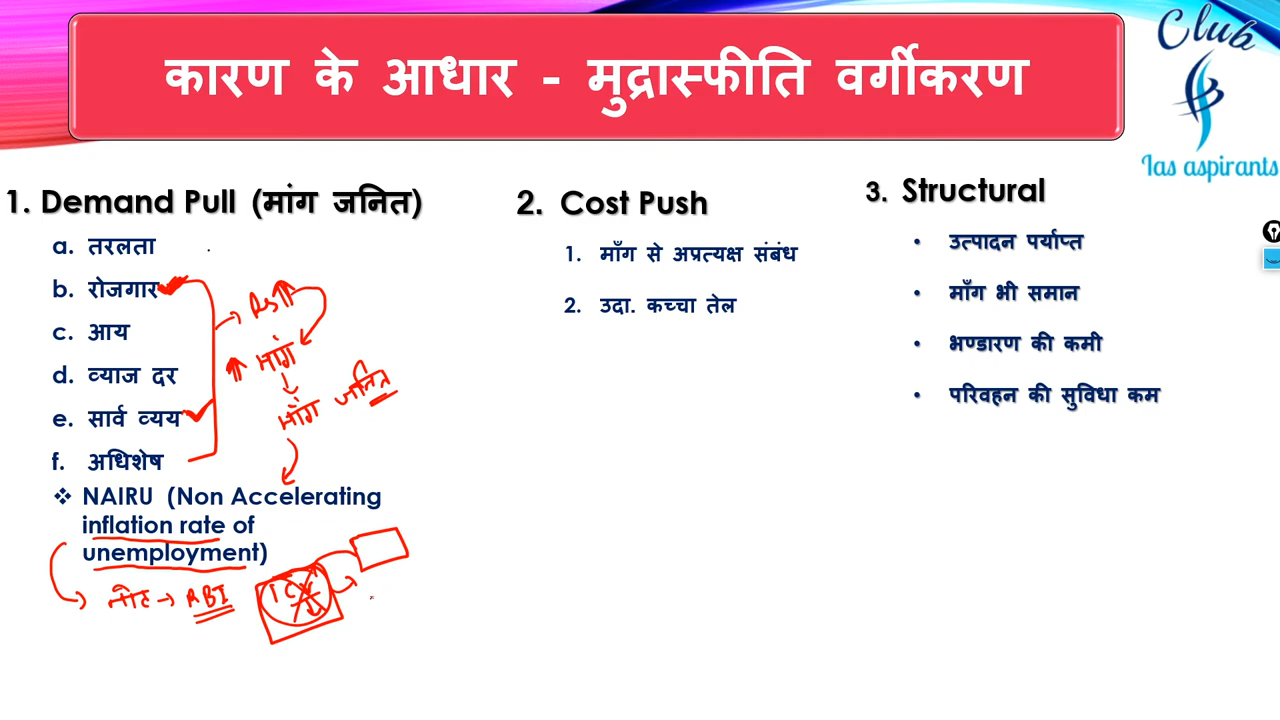 कारण के आधार - मुद्रास्फीति वर्गीकरण
Club
Ias aspirants
1. Demand Pull (मांग जनित)
a. तरलता
b. रोजगार
c. आय
d. व्याज दर
e. सार्व व्यय
f. अधिशेष
❖ NAIRU (Non Accelerating
inflation rate of
unemployment)
Rs ↑
↑ मांग
मांग जनित
नोट → RBI
2. Cost Push
1. माँग से अप्रत्यक्ष संबंध
2. उदा. कच्चा तेल
3. Structural
• उत्पादन पर्याप्त
• माँग भी समान
• भण्डारण की कमी
• परिवहन की सुविधा कम